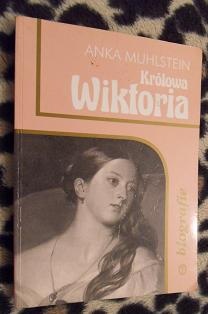 ANKA MUHLSTEIN
Królowa
Wiktoria
biografie